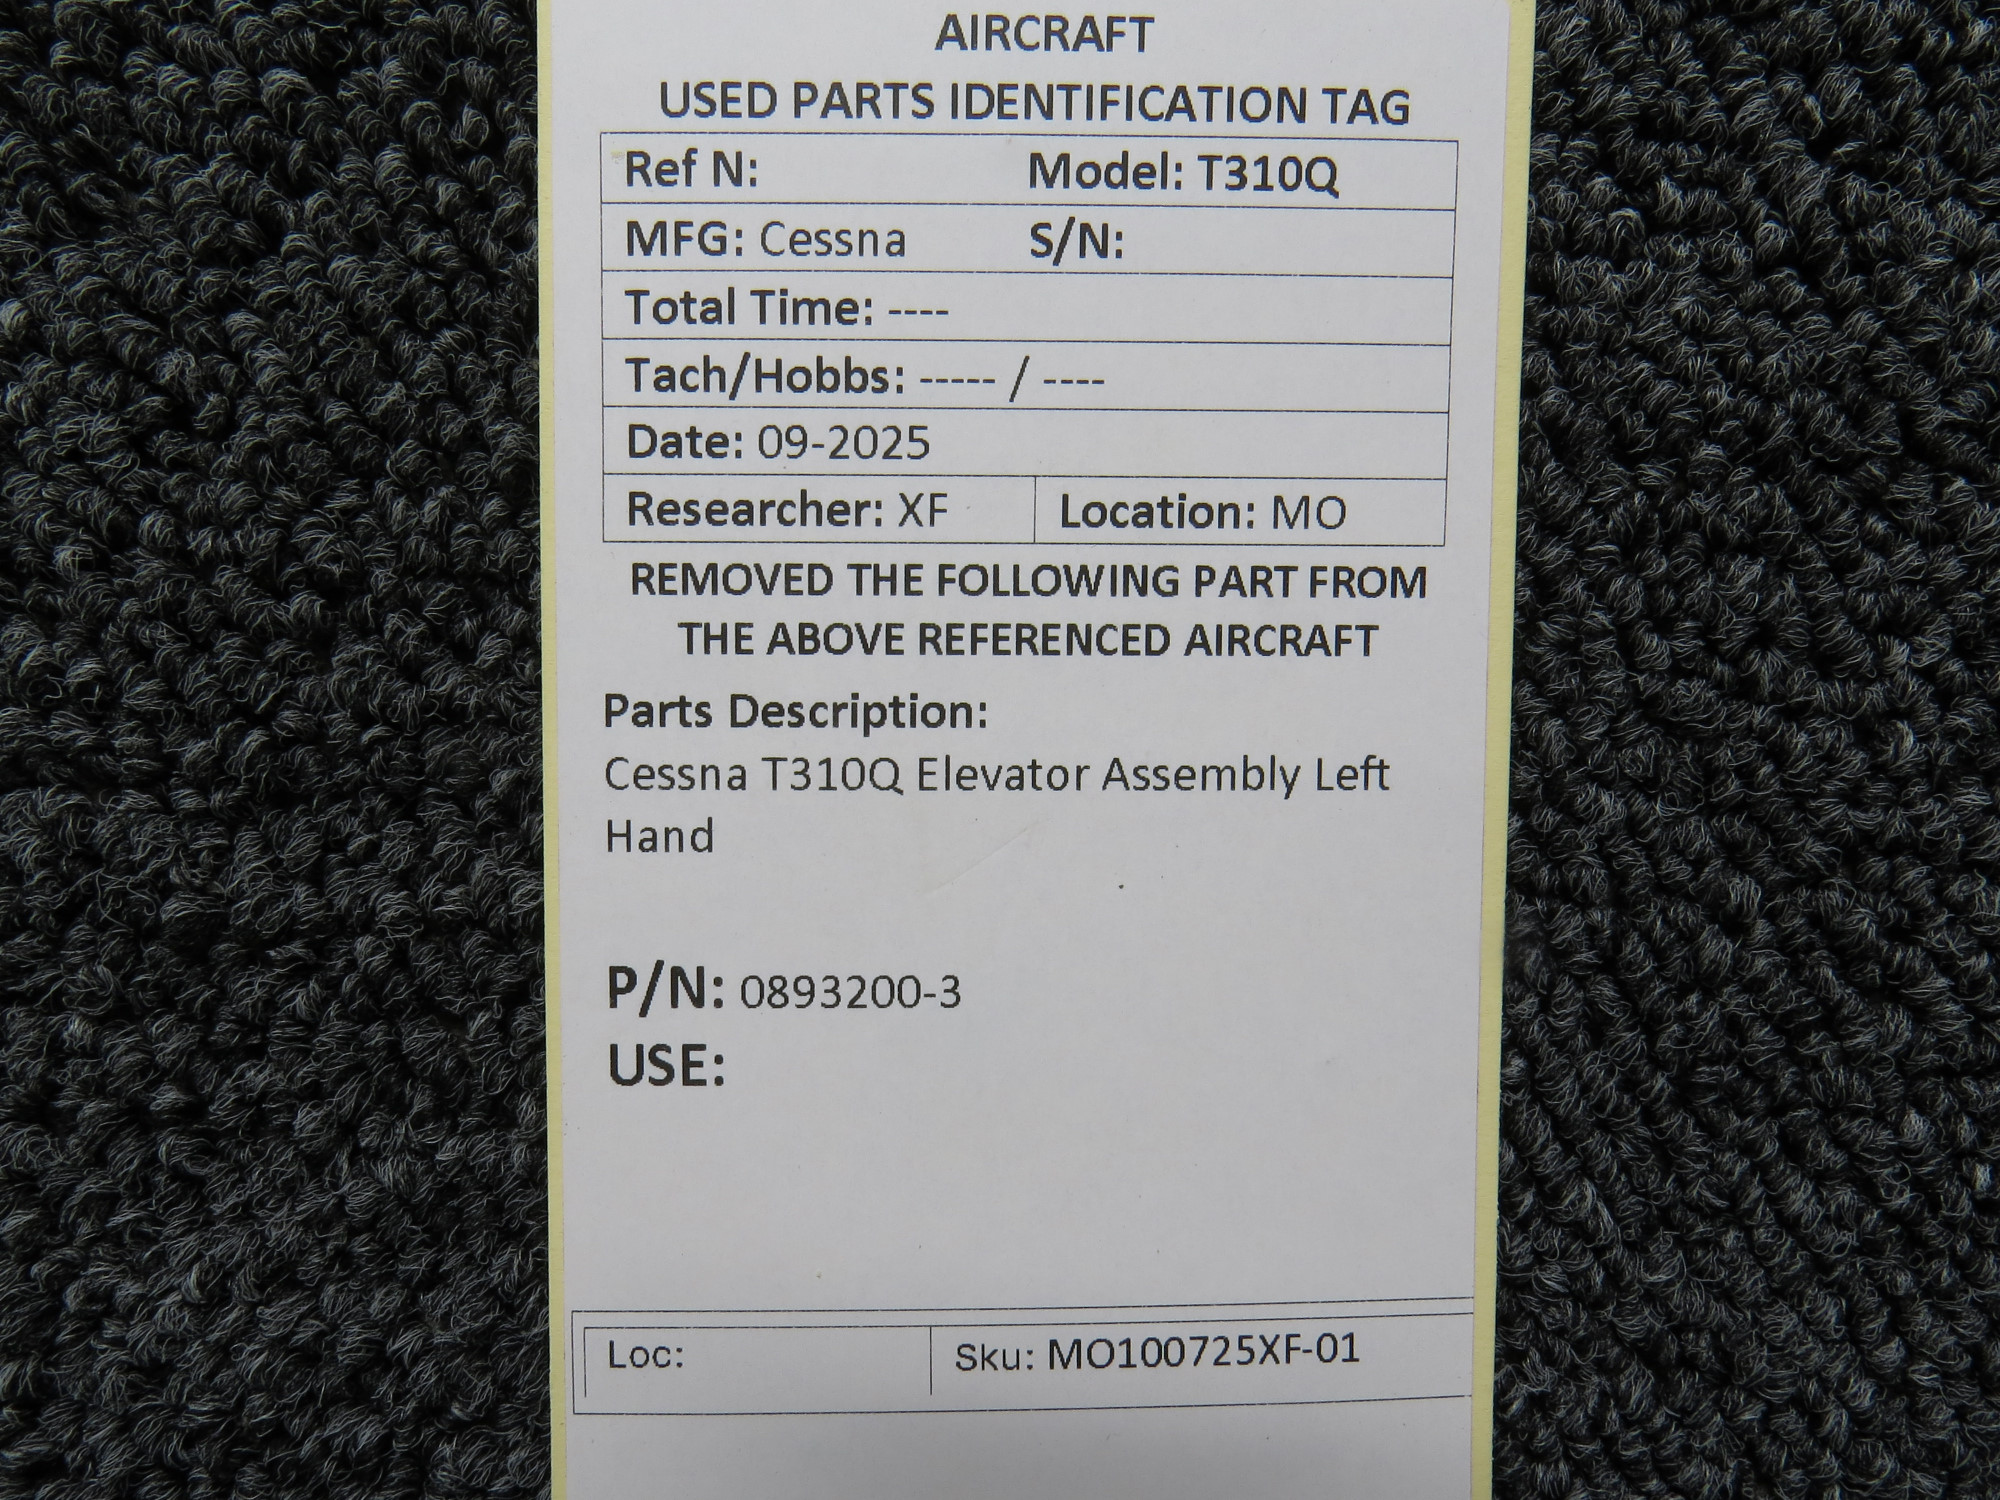 AIRCRAFT
USED PARTS IDENTIFICATION TAG
Ref N: Model: T310Q
MFG: Cessna S/N:
Total Time: ----
Tach/Hobbs: ----- / ----
Date: 09-2025
Researcher: XF Location: MO
REMOVED THE FOLLOWING PART FROM
THE ABOVE REFERENCED AIRCRAFT
Parts Description:
Cessna T310Q Elevator Assembly Left
Hand
P/N: 0893200-3
USE:
Loc: Sku: MO100725XF-01